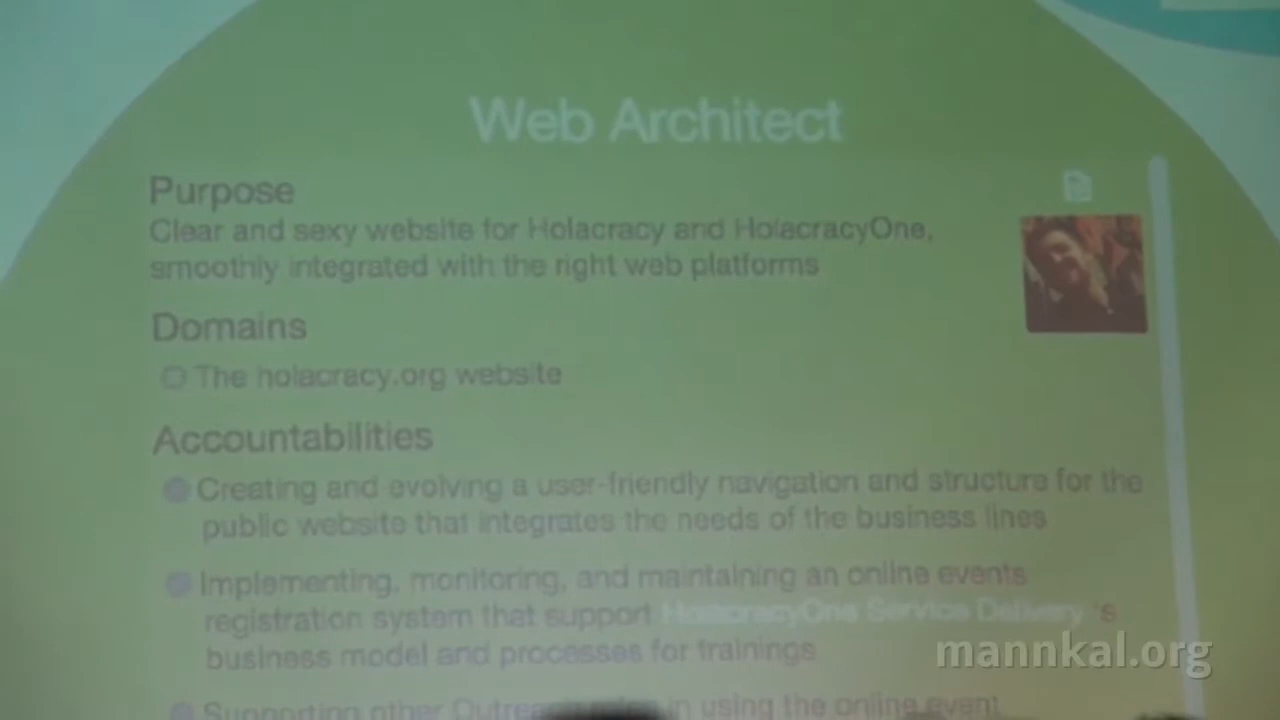 Web Architect
Purpose
Clear and sexy website for Holacracy and HolacracyOne,
smoothly integrated with the right web platforms
Domains
The holacracy.org website
Accountabilities
Creating and evolving a user-friendly navigation and structure for the
public website that integrates the needs of the business lines
Implementing, monitoring, and maintaining an online events
registration system that support HolacracyOne Service Delivery 's
business model and processes for trainings
Supporting other in using the online event
mannkal.org